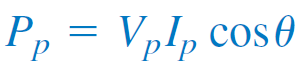 P_p = V_p I_p cos θ